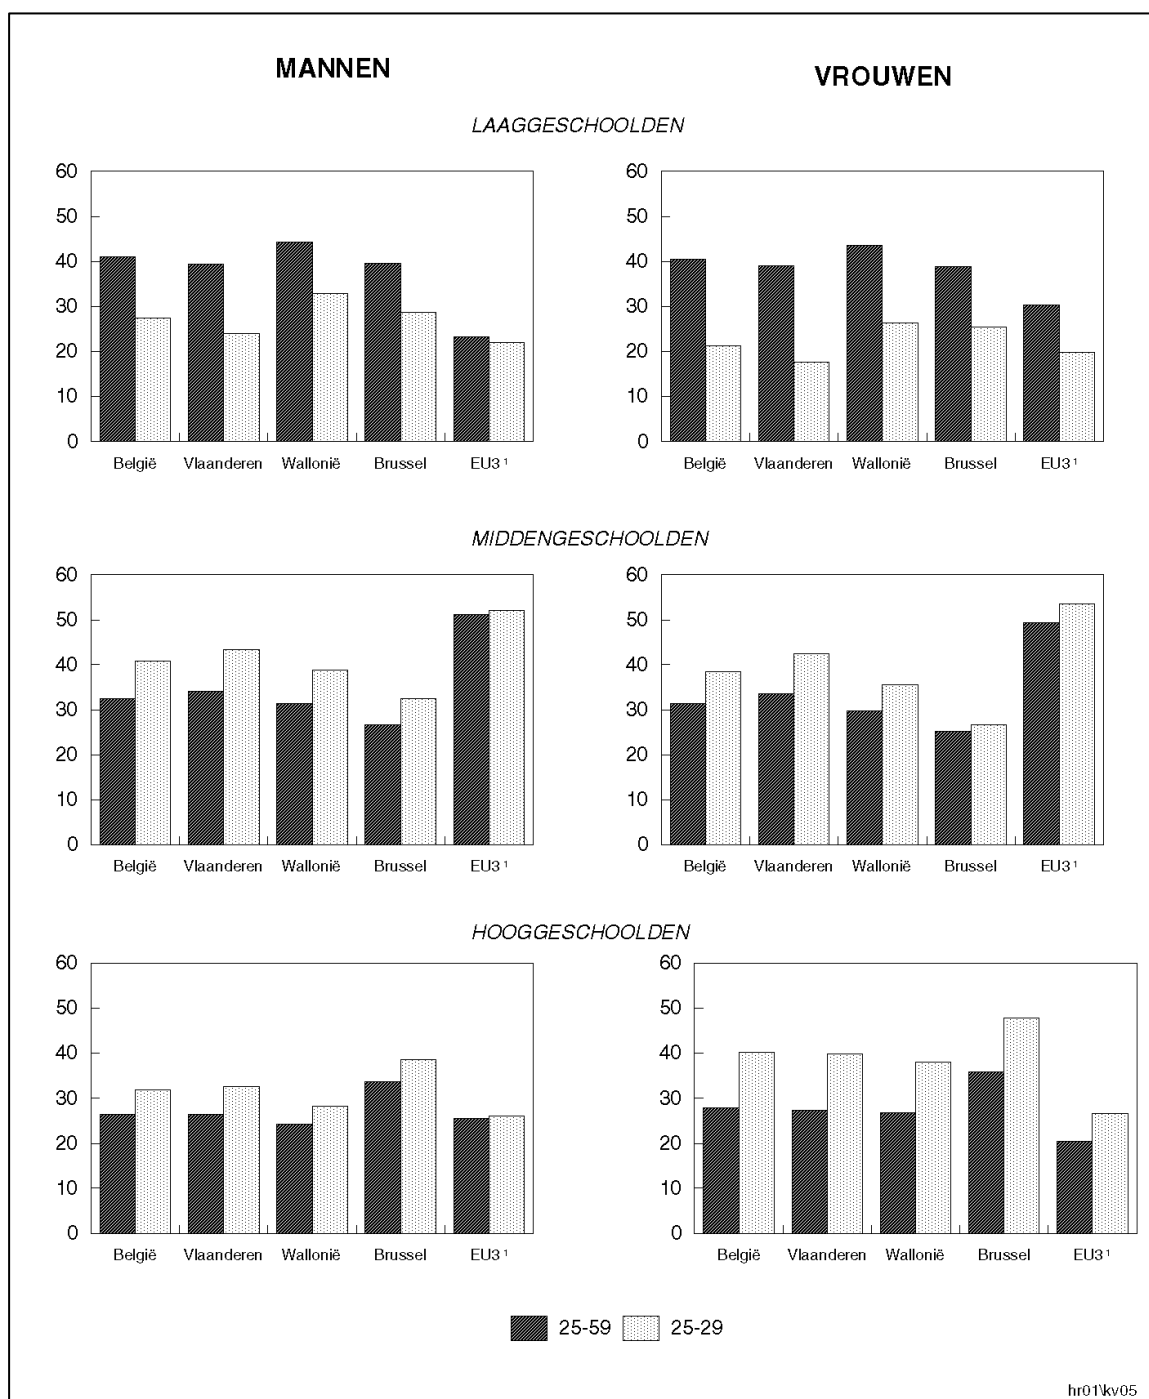 MANNEN VROUWEN
LAAGGESCHOOLDEN
60 60
50 50
40 40
30 30
20 20
10 10
0 0
België Vlaanderen Wallonië Brussel EU3 ¹ België Vlaanderen Wallonië Brussel EU3 ¹
MIDDENGESCHOOLDEN
60 60
50 50
40 40
30 30
20 20
10 10
0 0
België Vlaanderen Wallonië Brussel EU3 ¹ België Vlaanderen Wallonië Brussel EU3 ¹
HOOGGESCHOOLDEN
60 60
50 50
40 40
30 30
20 20
10 10
0 0
België Vlaanderen Wallonië Brussel EU3 ¹ België Vlaanderen Wallonië Brussel EU3 ¹
25-59 25-29
hr01\kv05